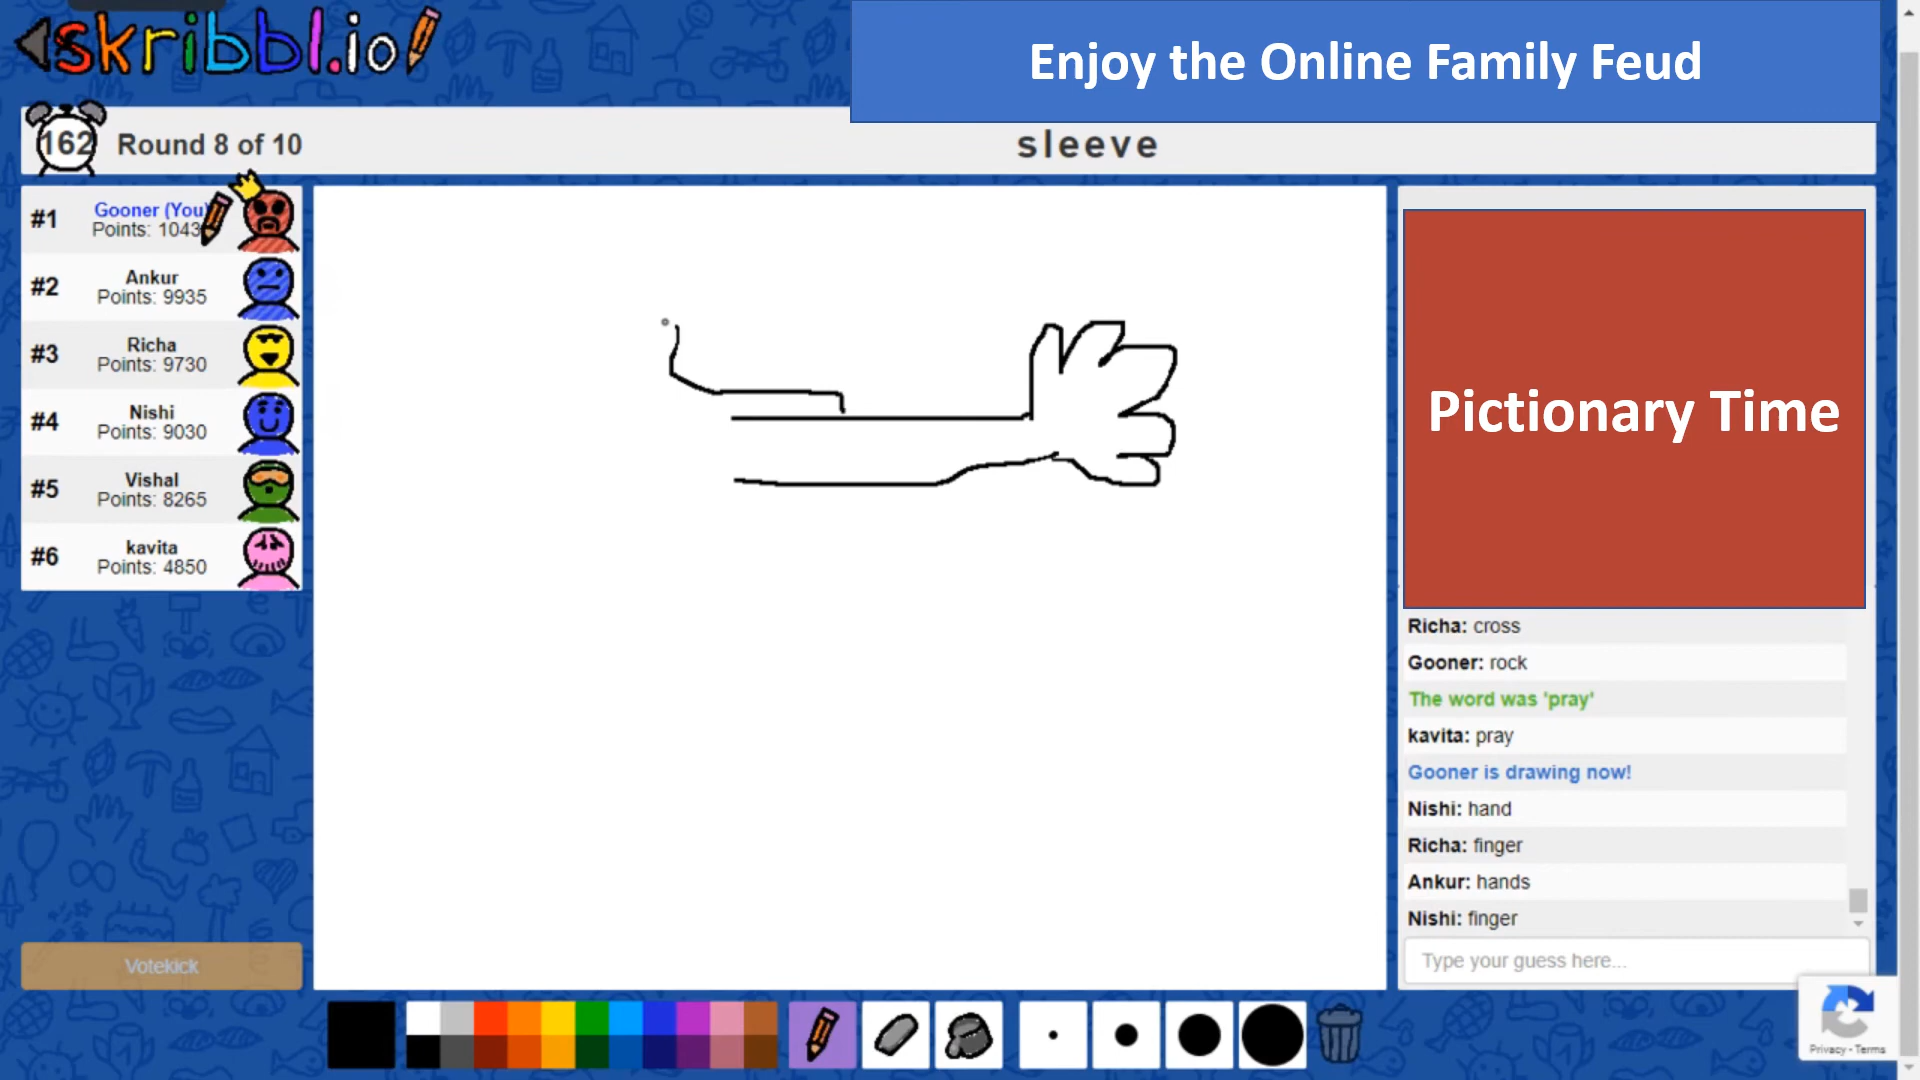 skribbl.io
Enjoy the Online Family Feud
162 Round 8 of 10
sleeve
#1 Gooner (You)
Points: 1043
#2 Ankur
Points: 9935
#3 Richa
Points: 9730
#4 Nishi
Points: 9030
#5 Vishal
Points: 8265
#6 kavita
Points: 4850
Votekick
Pictionary Time
Richa: cross
Gooner: rock
The word was 'pray'
kavita: pray
Gooner is drawing now!
Nishi: hand
Richa: finger
Ankur: hands
Nishi: finger
Type your guess here...
Privacy - Terms